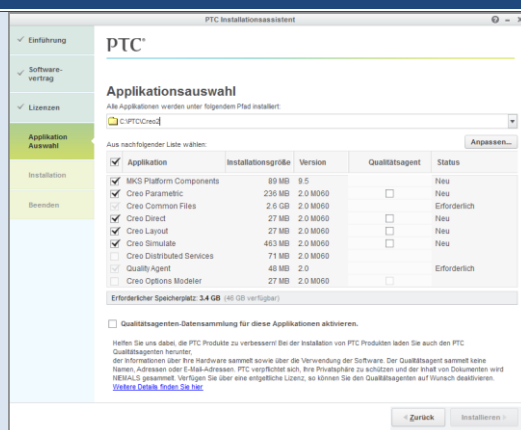 PTC Installationsassistent
Einführung
PTC®
Software-
vertrag
Applikationsauswahl
Alle Applikationen werden unter folgendem Pfad installiert:
Lizenzen
C:\PTC\Creo2
Applikation
Auswahl
Aus nachfolgender Liste wählen:
Anpassen...
Applikation Installationsgröße Version Qualitätsagent Status
Installation
MKS Platform Components 89 MB 9.5 Neu
Creo Parametric 236 MB 2.0 M060 Neu
Beenden
Creo Common Files 2.6 GB 2.0 M060 Erforderlich
Creo Direct 27 MB 2.0 M060 Neu
Creo Layout 27 MB 2.0 M060 Neu
Creo Simulate 463 MB 2.0 M060 Neu
Creo Distributed Services 71 MB 2.0 M060
Quality Agent 48 MB 2.0 Erforderlich
Creo Options Modeler 27 MB 2.0 M060
Erforderlicher Speicherplatz: 3.4 GB (46 GB verfügbar)
Qualitätsagenten-Datensammlung für diese Applikationen aktivieren.
Helfen Sie uns dabei, die PTC Produkte zu verbessern! Bei der Installation von PTC Produkten laden Sie auch den PTC
Qualitätsagenten herunter,
der Informationen über Ihre Hardware sammelt sowie über die Verwendung der Software. Der Qualitätsagent sammelt keine
Namen, Adressen oder E-Mail-Adressen. PTC verpflichtet sich, Ihre Privatsphäre zu schützen und der Inhalt von Dokumenten wird
NIEMALS gesammelt. Verfügen Sie über eine entgeltliche Lizenz, so können Sie den Qualitätsagenten auf Wunsch deaktivieren.
Weitere Details finden Sie hier
< Zurück
Installieren >